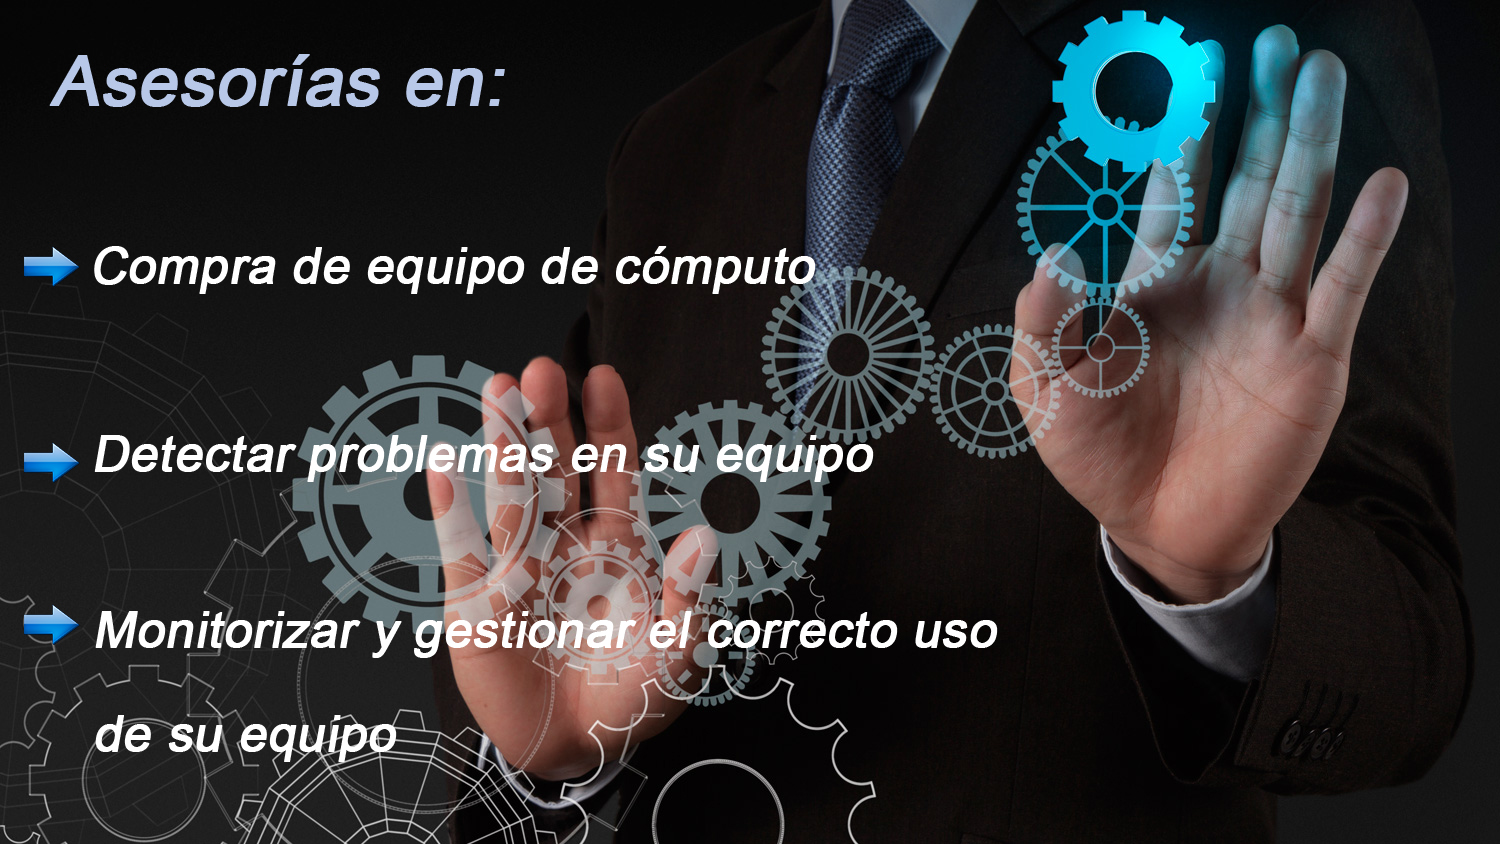 Asesorías en:
Compra de equipo de cómputo
Detectar problemas en su equipo
Monitorizar y gestionar el correcto uso
de su equipo